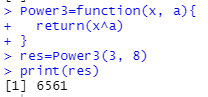 > Power3=function(x, a){
+   return(x^a)
+ }
> res=Power3(3, 8)
> print(res)
[1] 6561